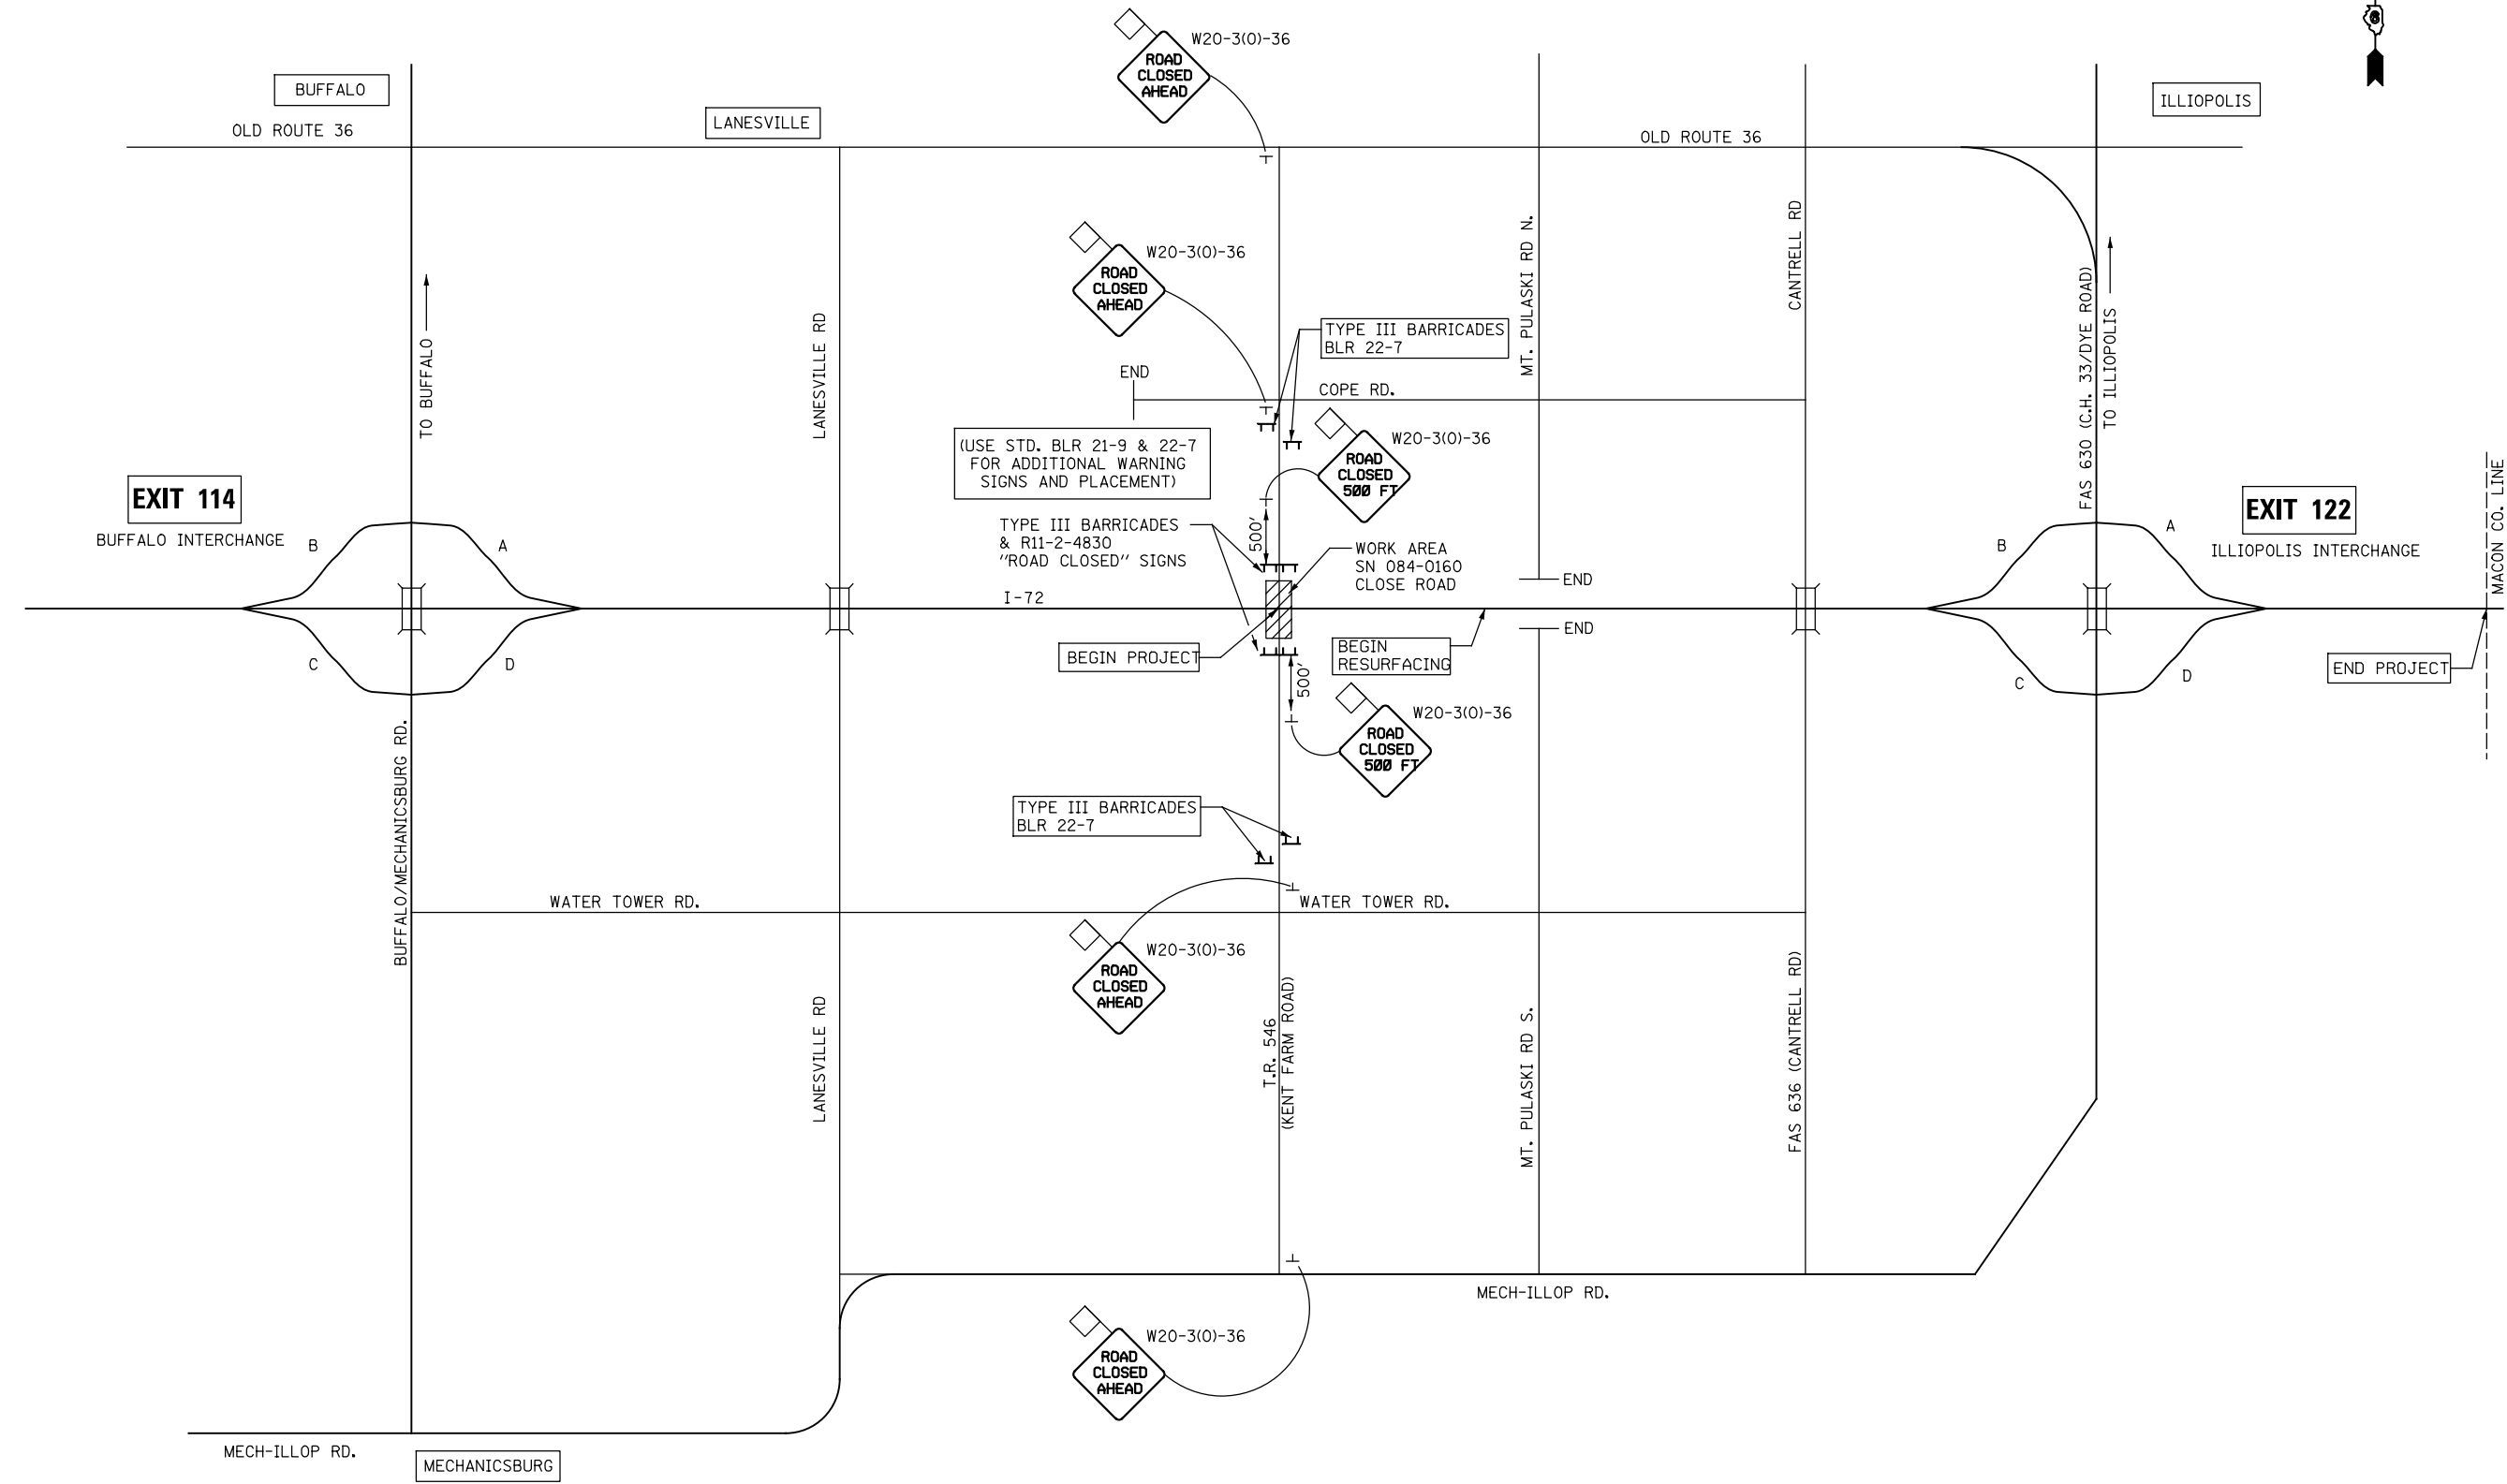 W20-3(O)-36
ROAD
CLOSED
AHEAD
6
BUFFALO
OLD ROUTE 36
LANESVILLE
OLD ROUTE 36
ILLIOPOLIS
W20-3(O)-36
ROAD
CLOSED
AHEAD
TO BUFFALO
LANESVILLE RD
MT. PULASKI RD N.
CANTRELL RD
FAS 630 (C.H. 33/DYE ROAD)
TO ILLIOPOLIS
TYPE III BARRICADES
BLR 22-7
END
COPE RD.
(USE STD. BLR 21-9 & 22-7
FOR ADDITIONAL WARNING
SIGNS AND PLACEMENT)
W20-3(O)-36
ROAD
CLOSED
500 FT
EXIT 114
BUFFALO INTERCHANGE
B
A
TYPE III BARRICADES
& R11-2-4830
"ROAD CLOSED" SIGNS
500'
WORK AREA
SN 084-0160
CLOSE ROAD
END
B
A
EXIT 122
ILLIOPOLIS INTERCHANGE
MACON CO. LINE
I-72
END
C
D
BEGIN PROJECT
BEGIN
RESURFACING
C
D
END PROJECT
500'
W20-3(O)-36
ROAD
CLOSED
500 FT
BUFFALO/MECHANICSBURG RD.
TYPE III BARRICADES
BLR 22-7
WATER TOWER RD.
WATER TOWER RD.
W20-3(O)-36
ROAD
CLOSED
AHEAD
LANESVILLE RD
T.R. 546
(KENT FARM ROAD)
MT. PULASKI RD S.
FAS 636 (CANTRELL RD)
MECH-ILLOP RD.
W20-3(O)-36
ROAD
CLOSED
AHEAD
MECH-ILLOP RD.
MECHANICSBURG